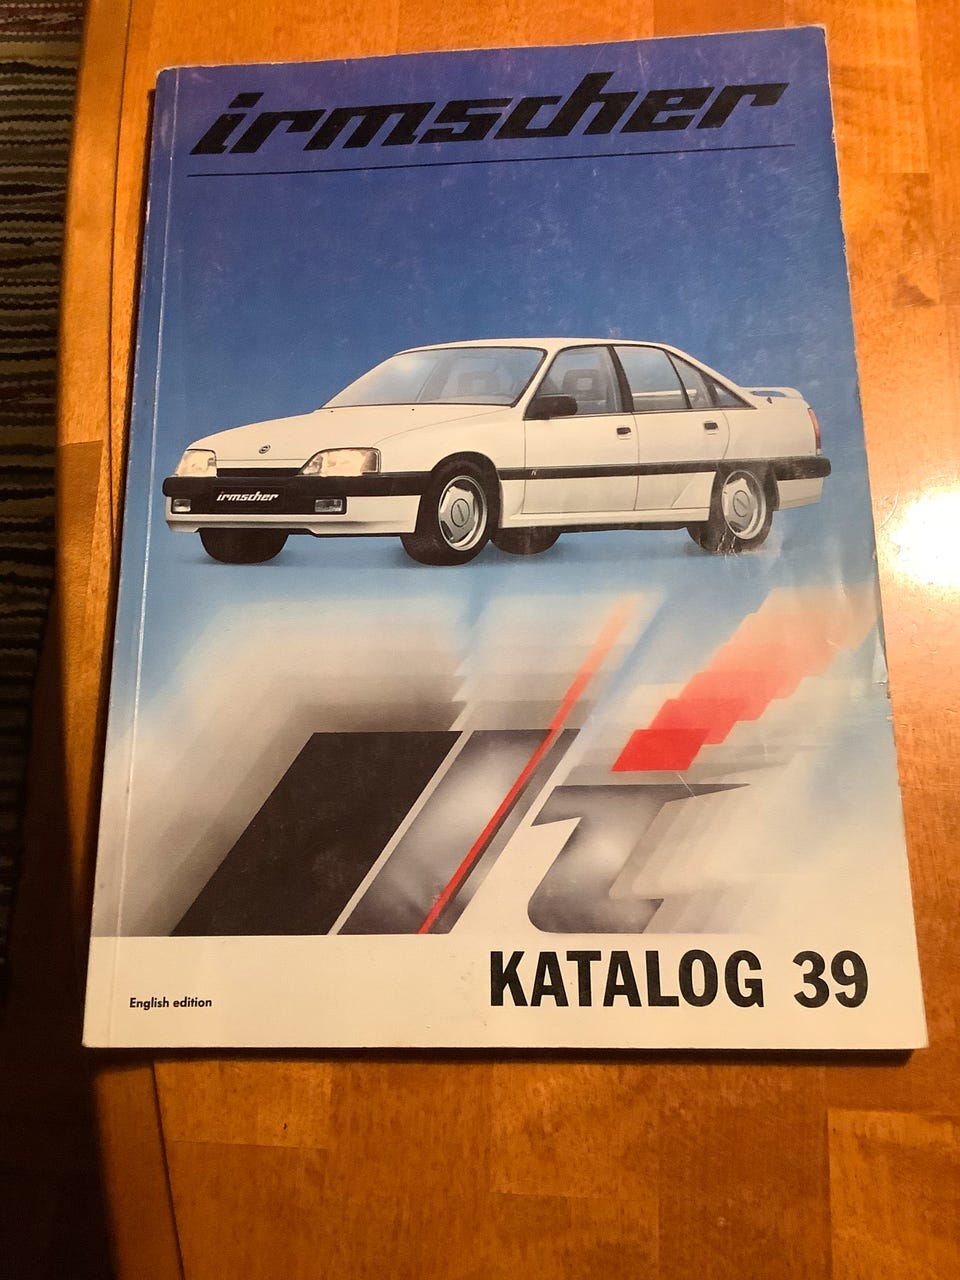 irmscher
irmscher
English edition
KATALOG 39